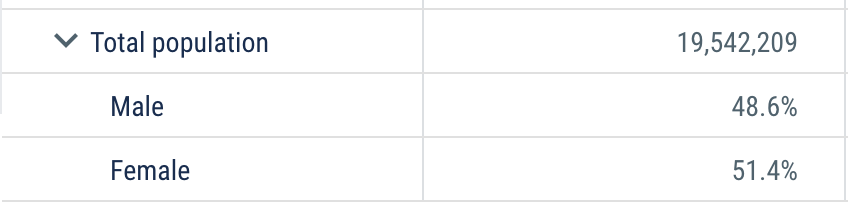 Total population 19,542,209
Male 48.6%
Female 51.4%